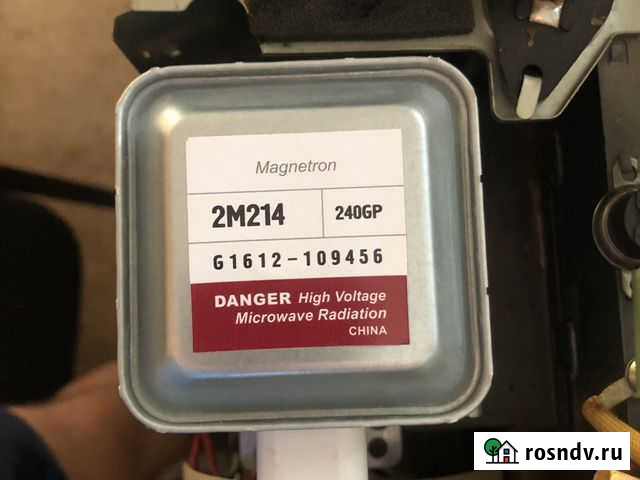 Magnetron
2M214
240GP
G1612-109456
DANGER High Voltage
Microwave Radiation
CHINA
rosndv.ru